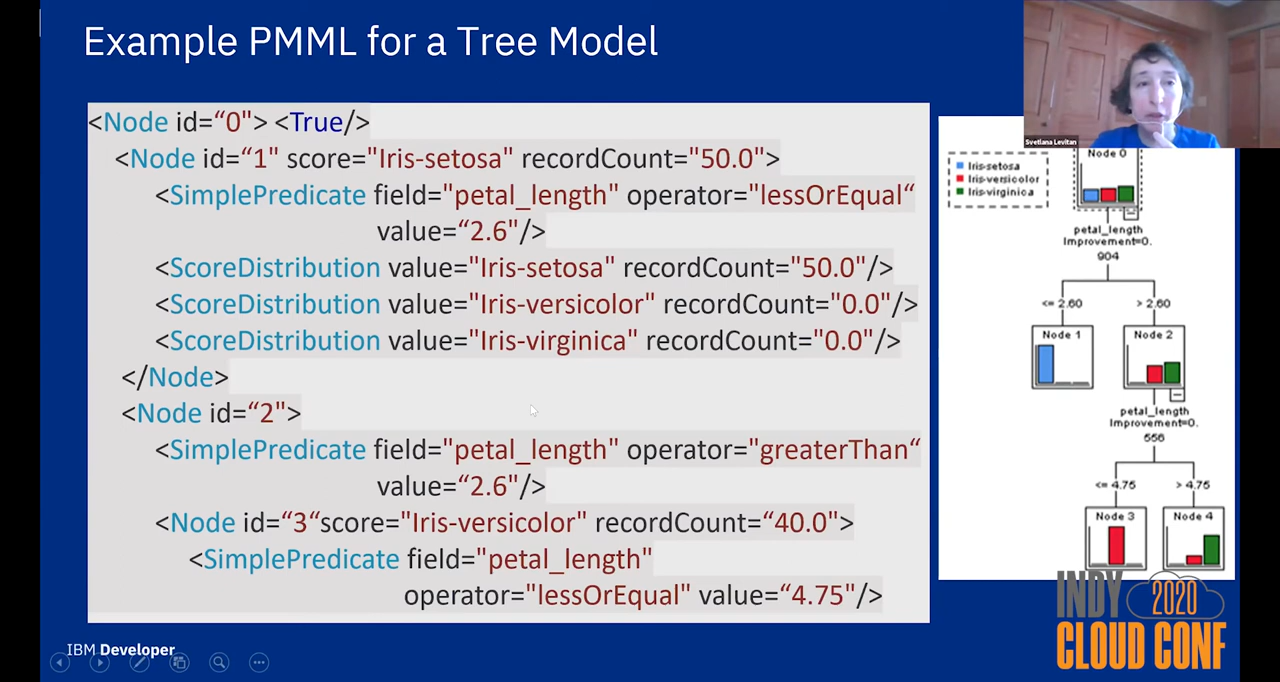 Example PMML for a Tree Model
<Node id=“0"> <True/>
<Node id=“1" score="Iris-setosa" recordCount="50.0">
<SimplePredicate field="petal_length" operator="lessOrEqual“
value=“2.6"/>
<ScoreDistribution value="Iris-setosa" recordCount="50.0"/>
<ScoreDistribution value="Iris-versicolor" recordCount="0.0"/>
<ScoreDistribution value="Iris-virginica" recordCount="0.0"/>
</Node>
<Node id=“2">
<SimplePredicate field="petal_length" operator="greaterThan“
value=“2.6"/>
<Node id=“3“score="Iris-versicolor" recordCount=“40.0">
<SimplePredicate field="petal_length"
operator="lessOrEqual" value=“4.75"/>
Svetlana Levitan
Iris-setosa
Iris-versicolor
Iris-virginica
Node 0
petal_length
Improvement=0.
904
<= 2.60
> 2.60
Node 1
Node 2
petal_length
Improvement=0.
556
<= 4.75
> 4.75
Node 3
Node 4
IBM Developer
INDY 2020
CLOUD CONF